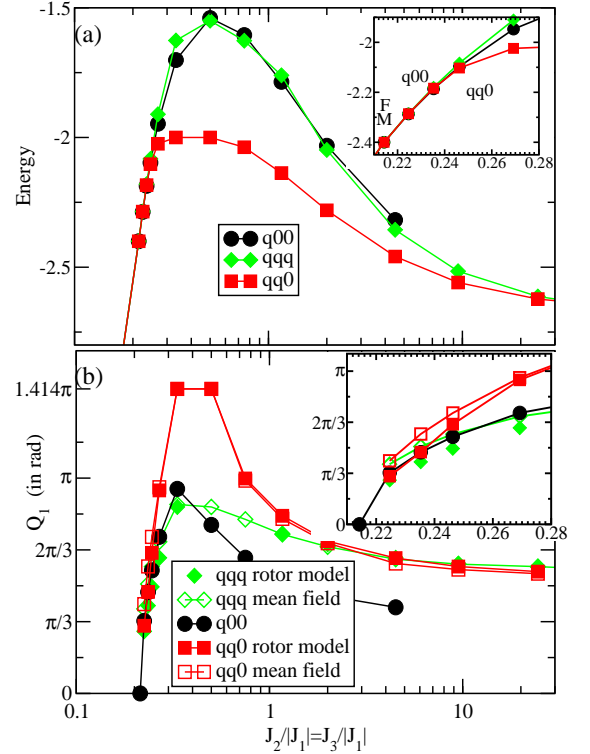 (a)
-1.5
-2
-2.5
Energy
q00
qqq
qq0
-2
-2.2
-2.4
q00
qq0
F
M
0.22
0.24
0.26
0.28
(b)
1.414π
π
2π/3
π/3
0
Q1 (in rad)
π
2π/3
π/3
0
0.22
0.24
0.26
0.28
qqq rotor model
qqq mean field
q00
qq0 rotor model
qq0 mean field
0.1
1
10
J2/|J1|=J3/|J1|